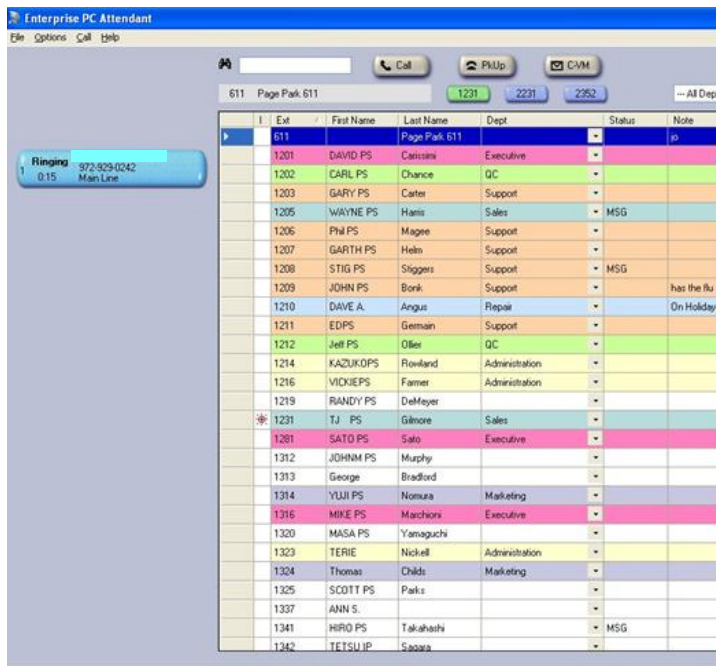 Enterprise PC Attendant
File Options Call Help
Call PkUp C-VM
611 Page Park 611 1231 2231 2352 --- All Dep
I Ext First Name Last Name Dept Status Note
611 Page Park 611 jo
1201 DAVID PS Carissimi Executive
1202 CARL PS Chance QC
1203 GARY PS Carter Support
1205 WAYNE PS Harris Sales MSG
1206 Phil PS Magee Support
1207 GARTH PS Helm Support
1208 STIG PS Stiggers Support MSG
1209 JOHN PS Bonk Support has the flu
1210 DAVE A. Angus Repair On Holiday
1211 EDPS Germain Support
1212 Jeff PS Ollier QC
1214 KAZUKOPS Rowland Administration
1216 VICKIEPS Farmer Administration
1219 RANDY PS DeMeyer
1231 TJ PS Gilmore Sales
1281 SATO PS Sato Executive
1312 JOHNM PS Murphy
1313 George Bradford
1314 YUJI PS Nomura Marketing
1316 MIKE PS Marchioni Executive
1320 MASA PS Yamaguchi
1323 TERIE Nickell Administration
1324 Thomas Childs Marketing
1325 SCOTT PS Parks
1337 ANN S.
1341 HIRO PS Takahashi MSG
1342 TETSU IP Sagara
1 Ringing 972-929-0242
0:15 Main Line